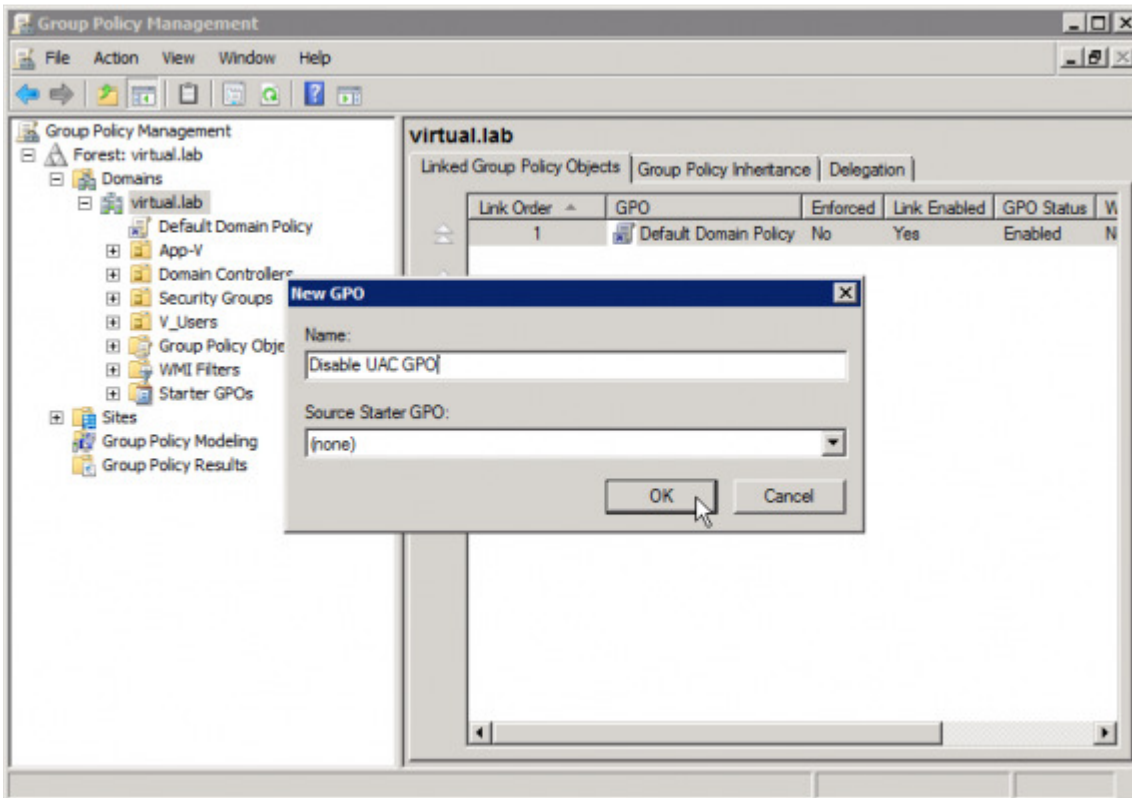 Group Policy Management
File Action View Window Help
Group Policy Management
Forest: virtual.lab
Domains
virtual.lab
Default Domain Policy
App-V
Domain Controllers
Security Groups
V_Users
Group Policy Obje
WMI Filters
Starter GPOs
Sites
Group Policy Modeling
Group Policy Results
virtual.lab
Linked Group Policy Objects Group Policy Inheritance Delegation
Link Order GPO Enforced Link Enabled GPO Status W
1 Default Domain Policy No Yes Enabled N
New GPO
Name:
Disable UAC GPO
Source Starter GPO:
(none)
OK Cancel